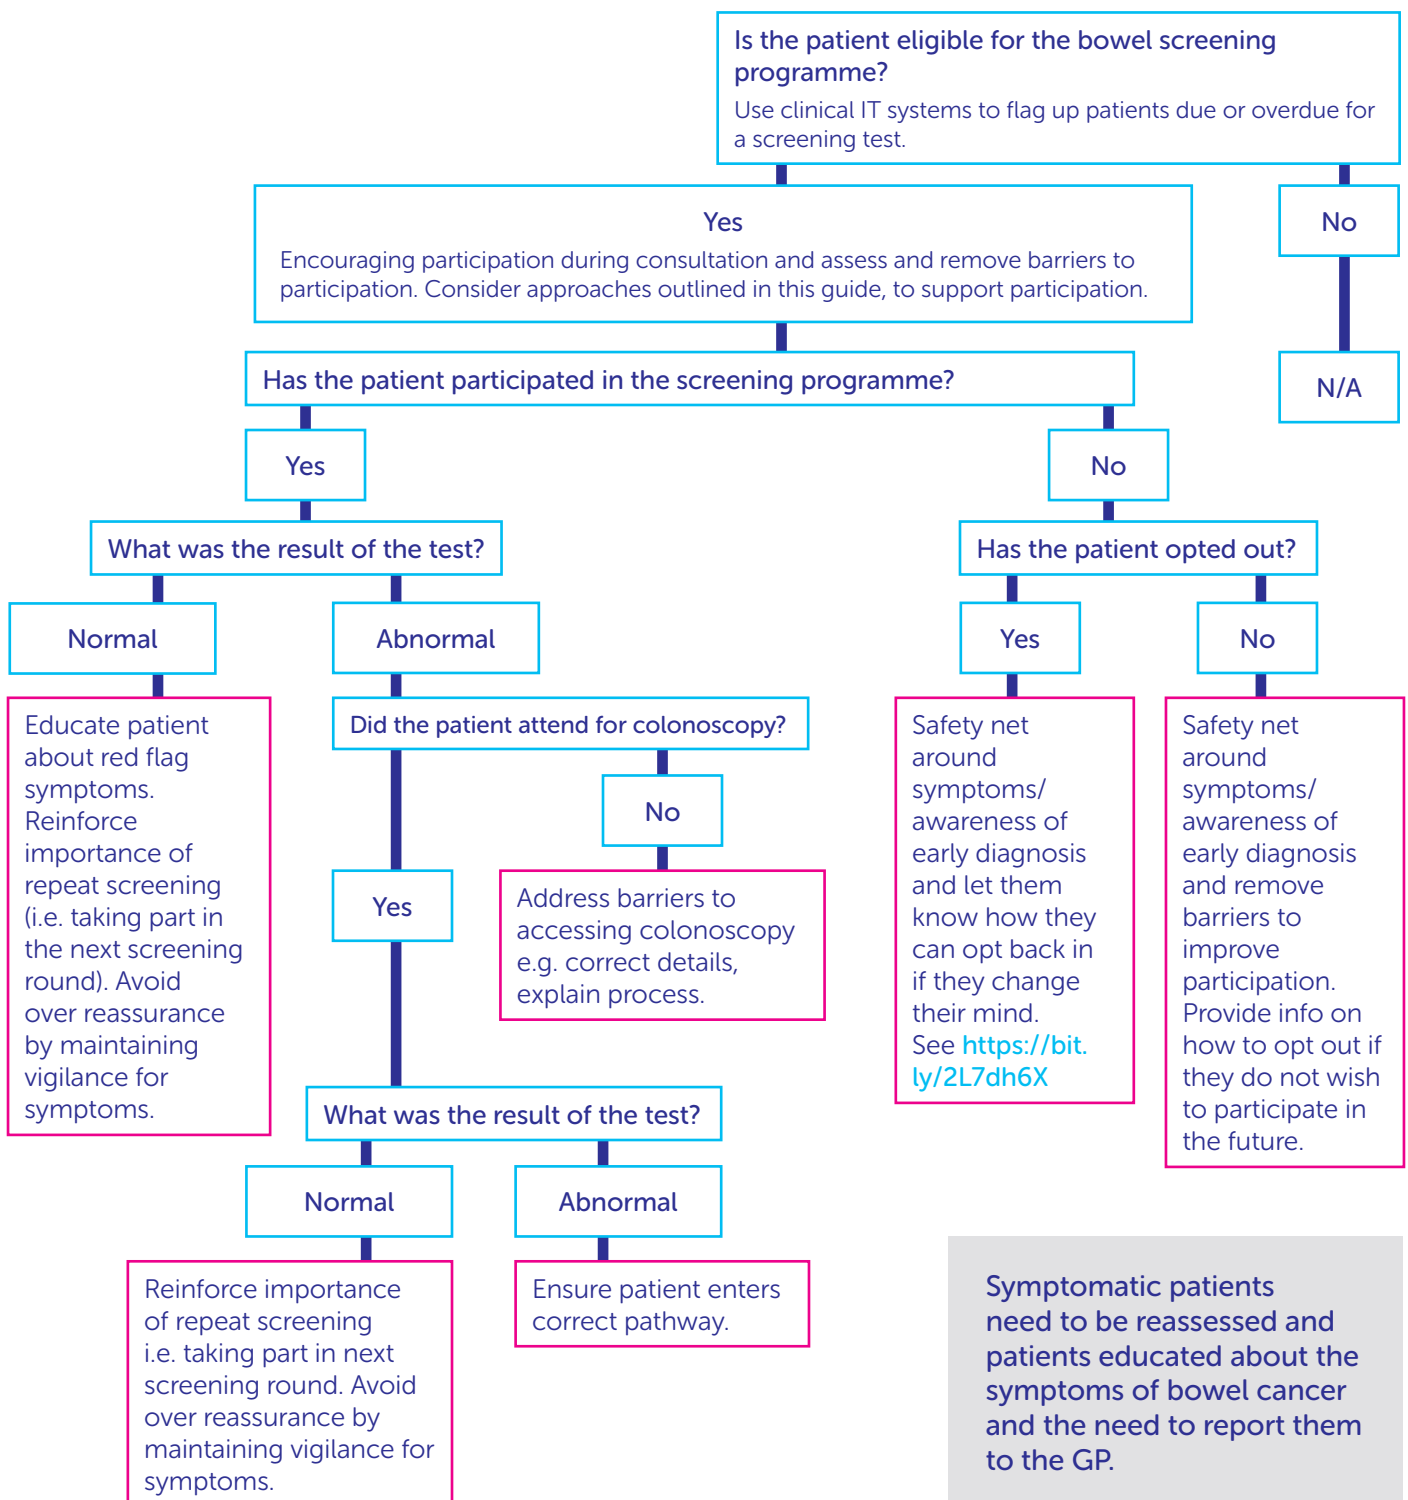 Is the patient eligible for the bowel screening
programme?
Use clinical IT systems to flag up patients due or overdue for
a screening test.
Yes
Encouraging participation during consultation and assess and remove barriers to
participation. Consider approaches outlined in this guide, to support participation.
No
N/A
Has the patient participated in the screening programme?
Yes
No
What was the result of the test?
Has the patient opted out?
Normal
Abnormal
Yes
No
Educate patient
about red flag
symptoms.
Reinforce
importance of
repeat screening
(i.e. taking part in
the next screening
round). Avoid
over reassurance
by maintaining
vigilance for
symptoms.
Did the patient attend for colonoscopy?
No
Yes
Address barriers to
accessing colonoscopy
e.g. correct details,
explain process.
Safety net
around
symptoms/
awareness of
early diagnosis
and let them
know how they
can opt back in
if they change
their mind.
See https://bit.
ly/2L7dh6X
Safety net
around
symptoms/
awareness of
early diagnosis
and remove
barriers to
improve
participation.
Provide info on
how to opt out if
they do not wish
to participate in
the future.
What was the result of the test?
Normal
Abnormal
Reinforce importance
of repeat screening
i.e. taking part in next
screening round. Avoid
over reassurance by
maintaining vigilance for
symptoms.
Ensure patient enters
correct pathway.
Symptomatic patients
need to be reassessed and
patients educated about the
symptoms of bowel cancer
and the need to report them
to the GP.